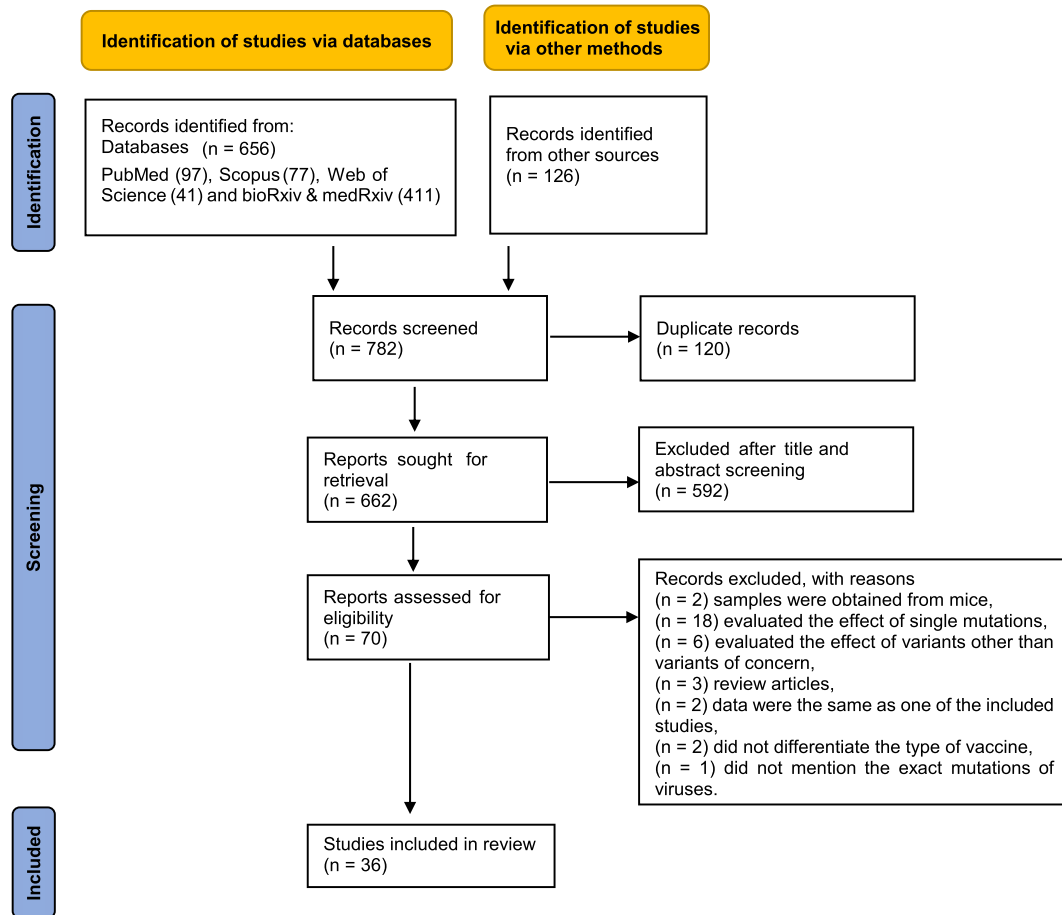 Identification of studies via databases
Identification of studies
via other methods
Identification
Records identified from:
Databases (n = 656)
PubMed (97), Scopus (77), Web of
Science (41) and bioRxiv & medRxiv (411)
Records identified
from other sources
(n = 126)
Screening
Records screened
(n = 782)
Duplicate records
(n = 120)
Reports sought for
retrieval
(n = 662)
Excluded after title and
abstract screening
(n = 592)
Reports assessed for
eligibility
(n = 70)
Records excluded, with reasons
(n = 2) samples were obtained from mice,
(n = 18) evaluated the effect of single mutations,
(n = 6) evaluated the effect of variants other than
variants of concern,
(n = 3) review articles,
(n = 2) data were the same as one of the included
studies,
(n = 2) did not differentiate the type of vaccine,
(n = 1) did not mention the exact mutations of
viruses.
Included
Studies included in review
(n = 36)